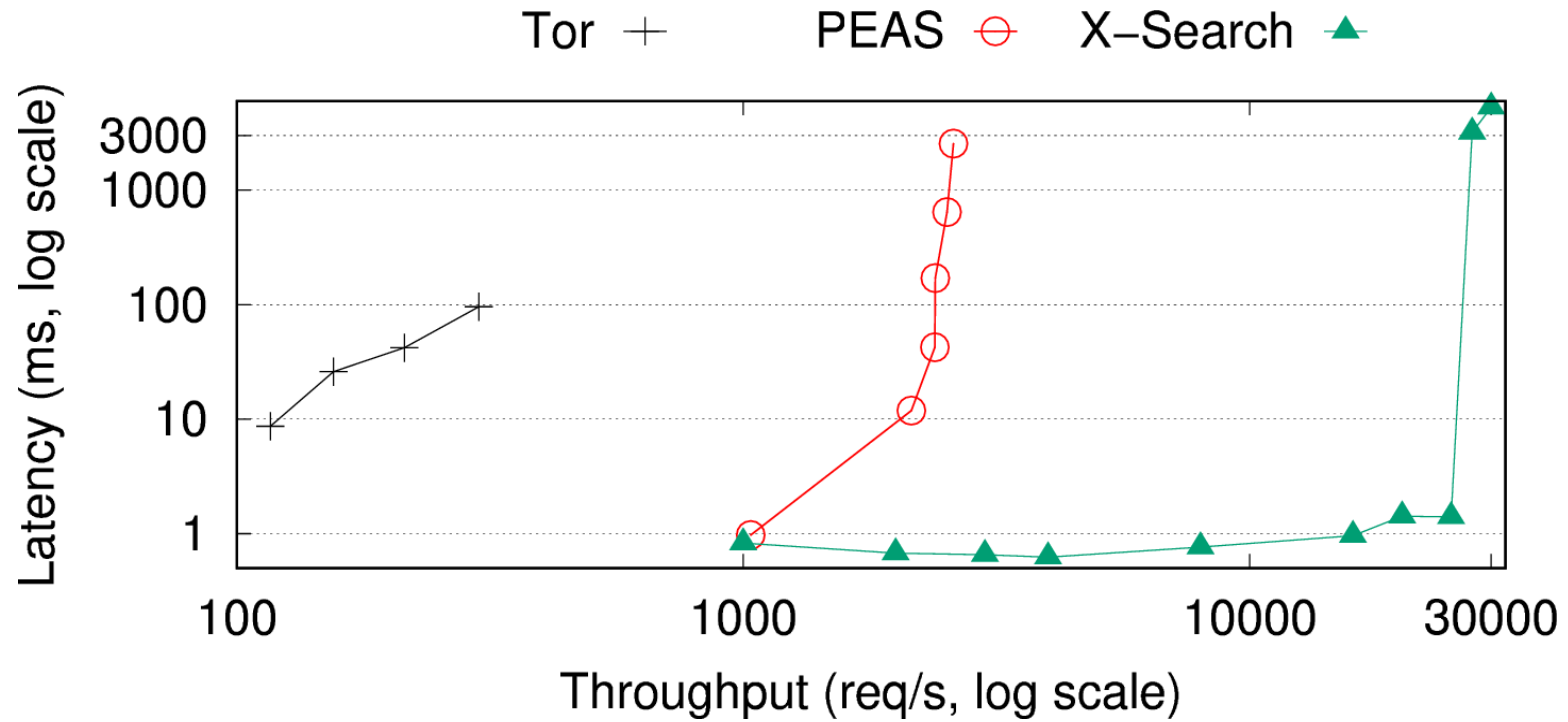 Tor PEAS X–Search
Latency (ms, log scale)
3000
1000
100
10
1
100 1000 10000 30000
Throughput (req/s, log scale)